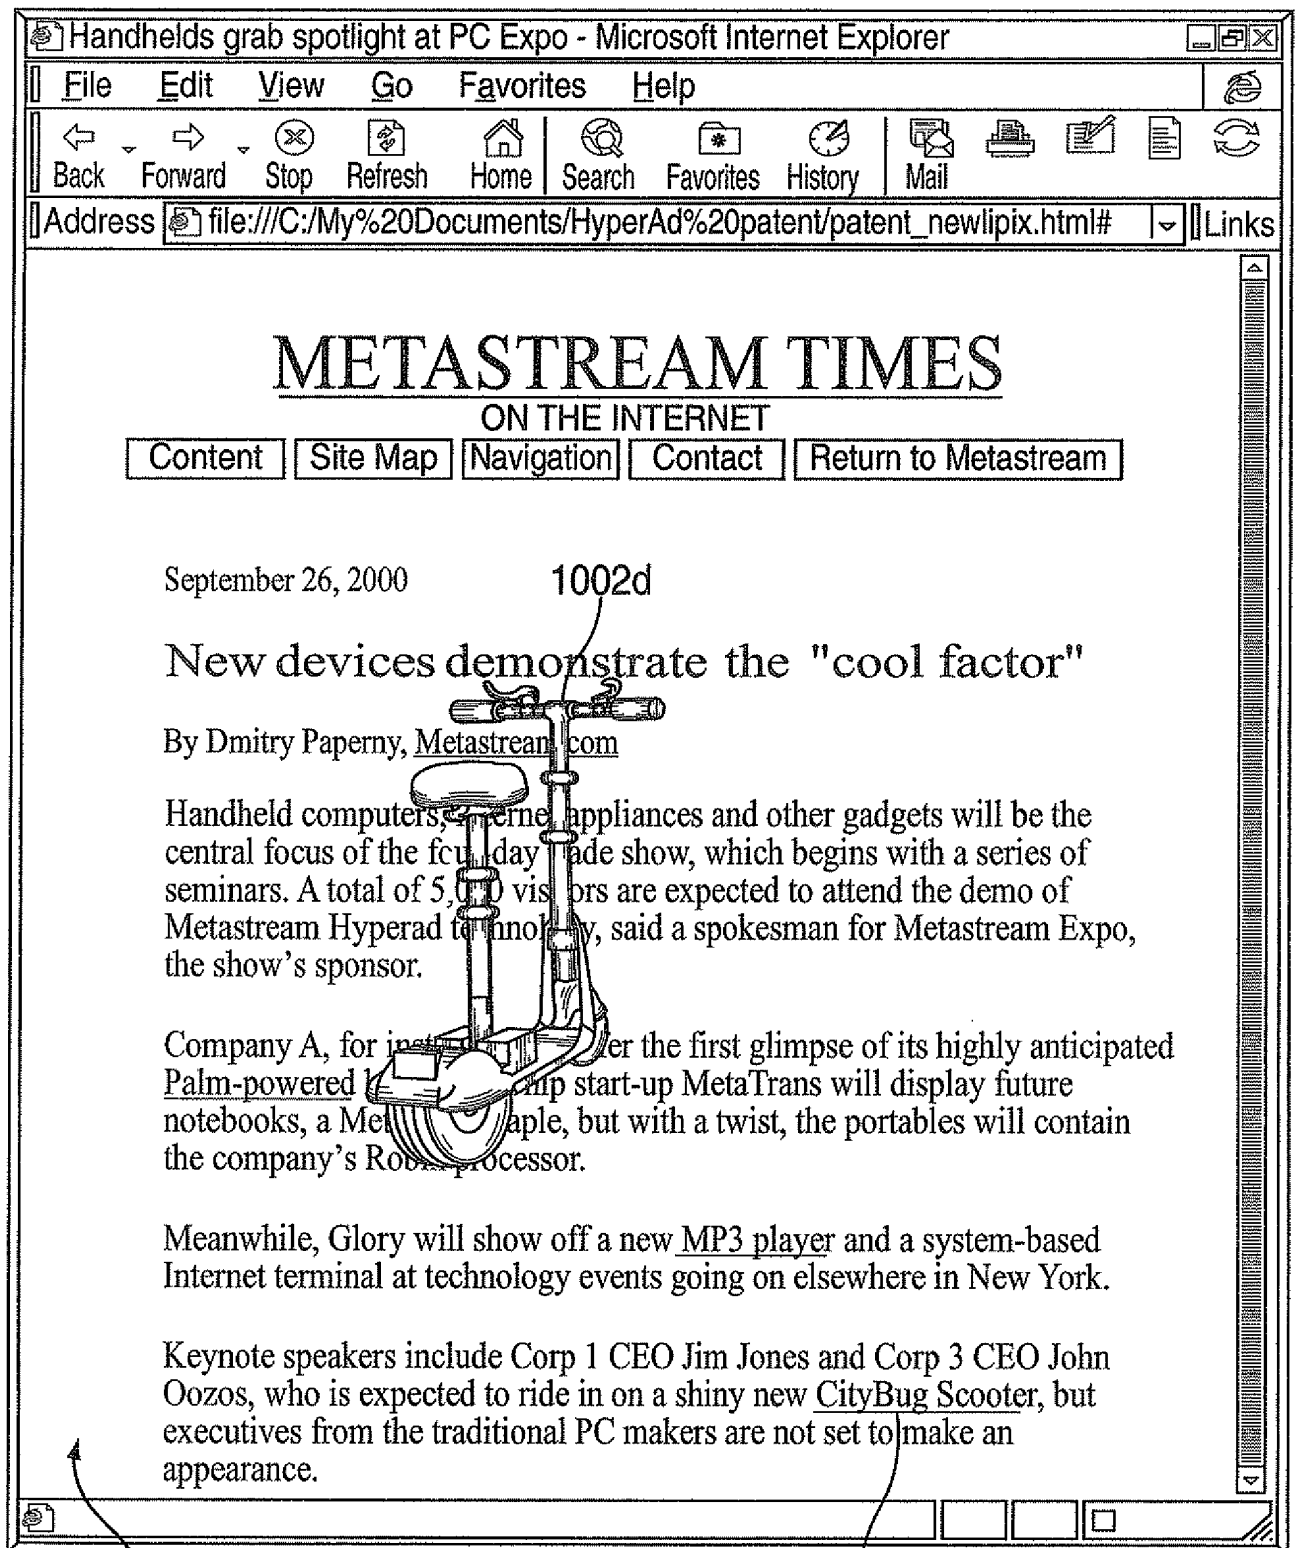 Handhelds grab spotlight at PC Expo - Microsoft Internet Explorer
File Edit View Go Favorites Help
Back Forward Stop Refresh Home Search Favorites History Mail
Address file:///C:/My%20Documents/HyperAd%20patent/patent_newlipix.html# Links
METASTREAM TIMES
ON THE INTERNET
Content Site Map Navigation Contact Return to Metastream
September 26, 2000 1002d
New devices demonstrate the "cool factor"
By Dmitry Paperny, Metastream.com
Handheld computers, appliances and other gadgets will be the
central focus of the day show, which begins with a series of
seminars. A total of visitors are expected to attend the demo of
Metastream Hyperad technology, said a spokesman for Metastream Expo,
the show's sponsor.
Company A, for the first glimpse of its highly anticipated
Palm-powered start-up MetaTrans will display future
notebooks, a but with a twist, the portables will contain
the company's processor.
Meanwhile, Glory will show off a new MP3 player and a system-based
Internet terminal at technology events going on elsewhere in New York.
Keynote speakers include Corp 1 CEO Jim Jones and Corp 3 CEO John
Oozos, who is expected to ride in on a shiny new CityBug Scooter, but
executives from the traditional PC makers are not set to make an
appearance.